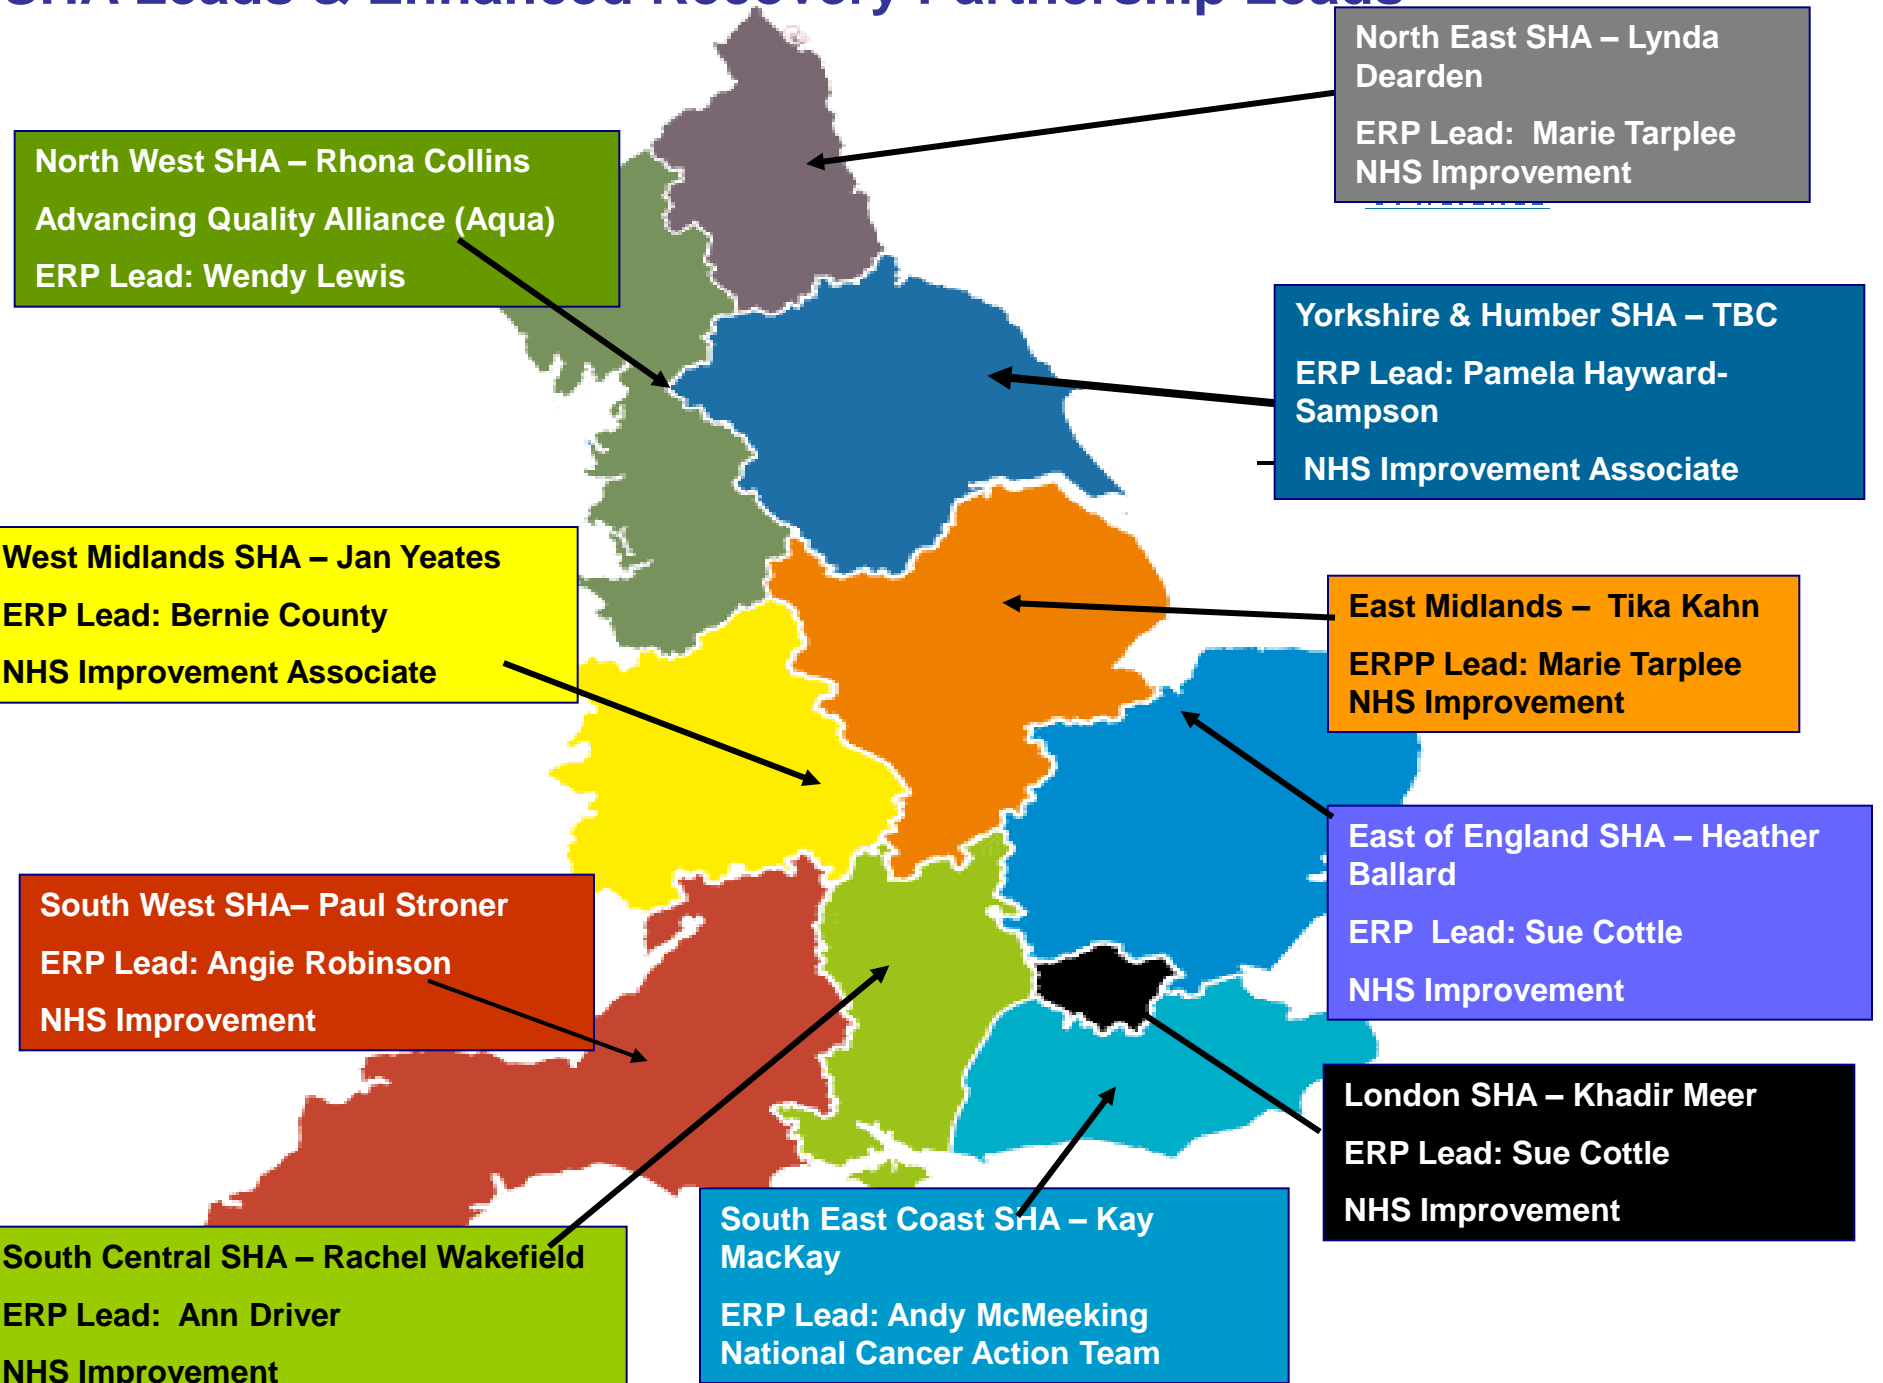 SHA Leads & Enhanced Recovery Partnership Leads
North East SHA – Lynda
Dearden
ERP Lead: Marie Tarplee
NHS Improvement
North West SHA – Rhona Collins
Advancing Quality Alliance (Aqua)
ERP Lead: Wendy Lewis
Yorkshire & Humber SHA – TBC
ERP Lead: Pamela Hayward-
Sampson
NHS Improvement Associate
West Midlands SHA – Jan Yeates
ERP Lead: Bernie County
NHS Improvement Associate
East Midlands – Tika Kahn
ERPP Lead: Marie Tarplee
NHS Improvement
East of England SHA – Heather
Ballard
ERP Lead: Sue Cottle
NHS Improvement
South West SHA– Paul Stroner
ERP Lead: Angie Robinson
NHS Improvement
London SHA – Khadir Meer
ERP Lead: Sue Cottle
NHS Improvement
South Central SHA – Rachel Wakefield
ERP Lead: Ann Driver
NHS Improvement
South East Coast SHA – Kay
MacKay
ERP Lead: Andy McMeeking
National Cancer Action Team